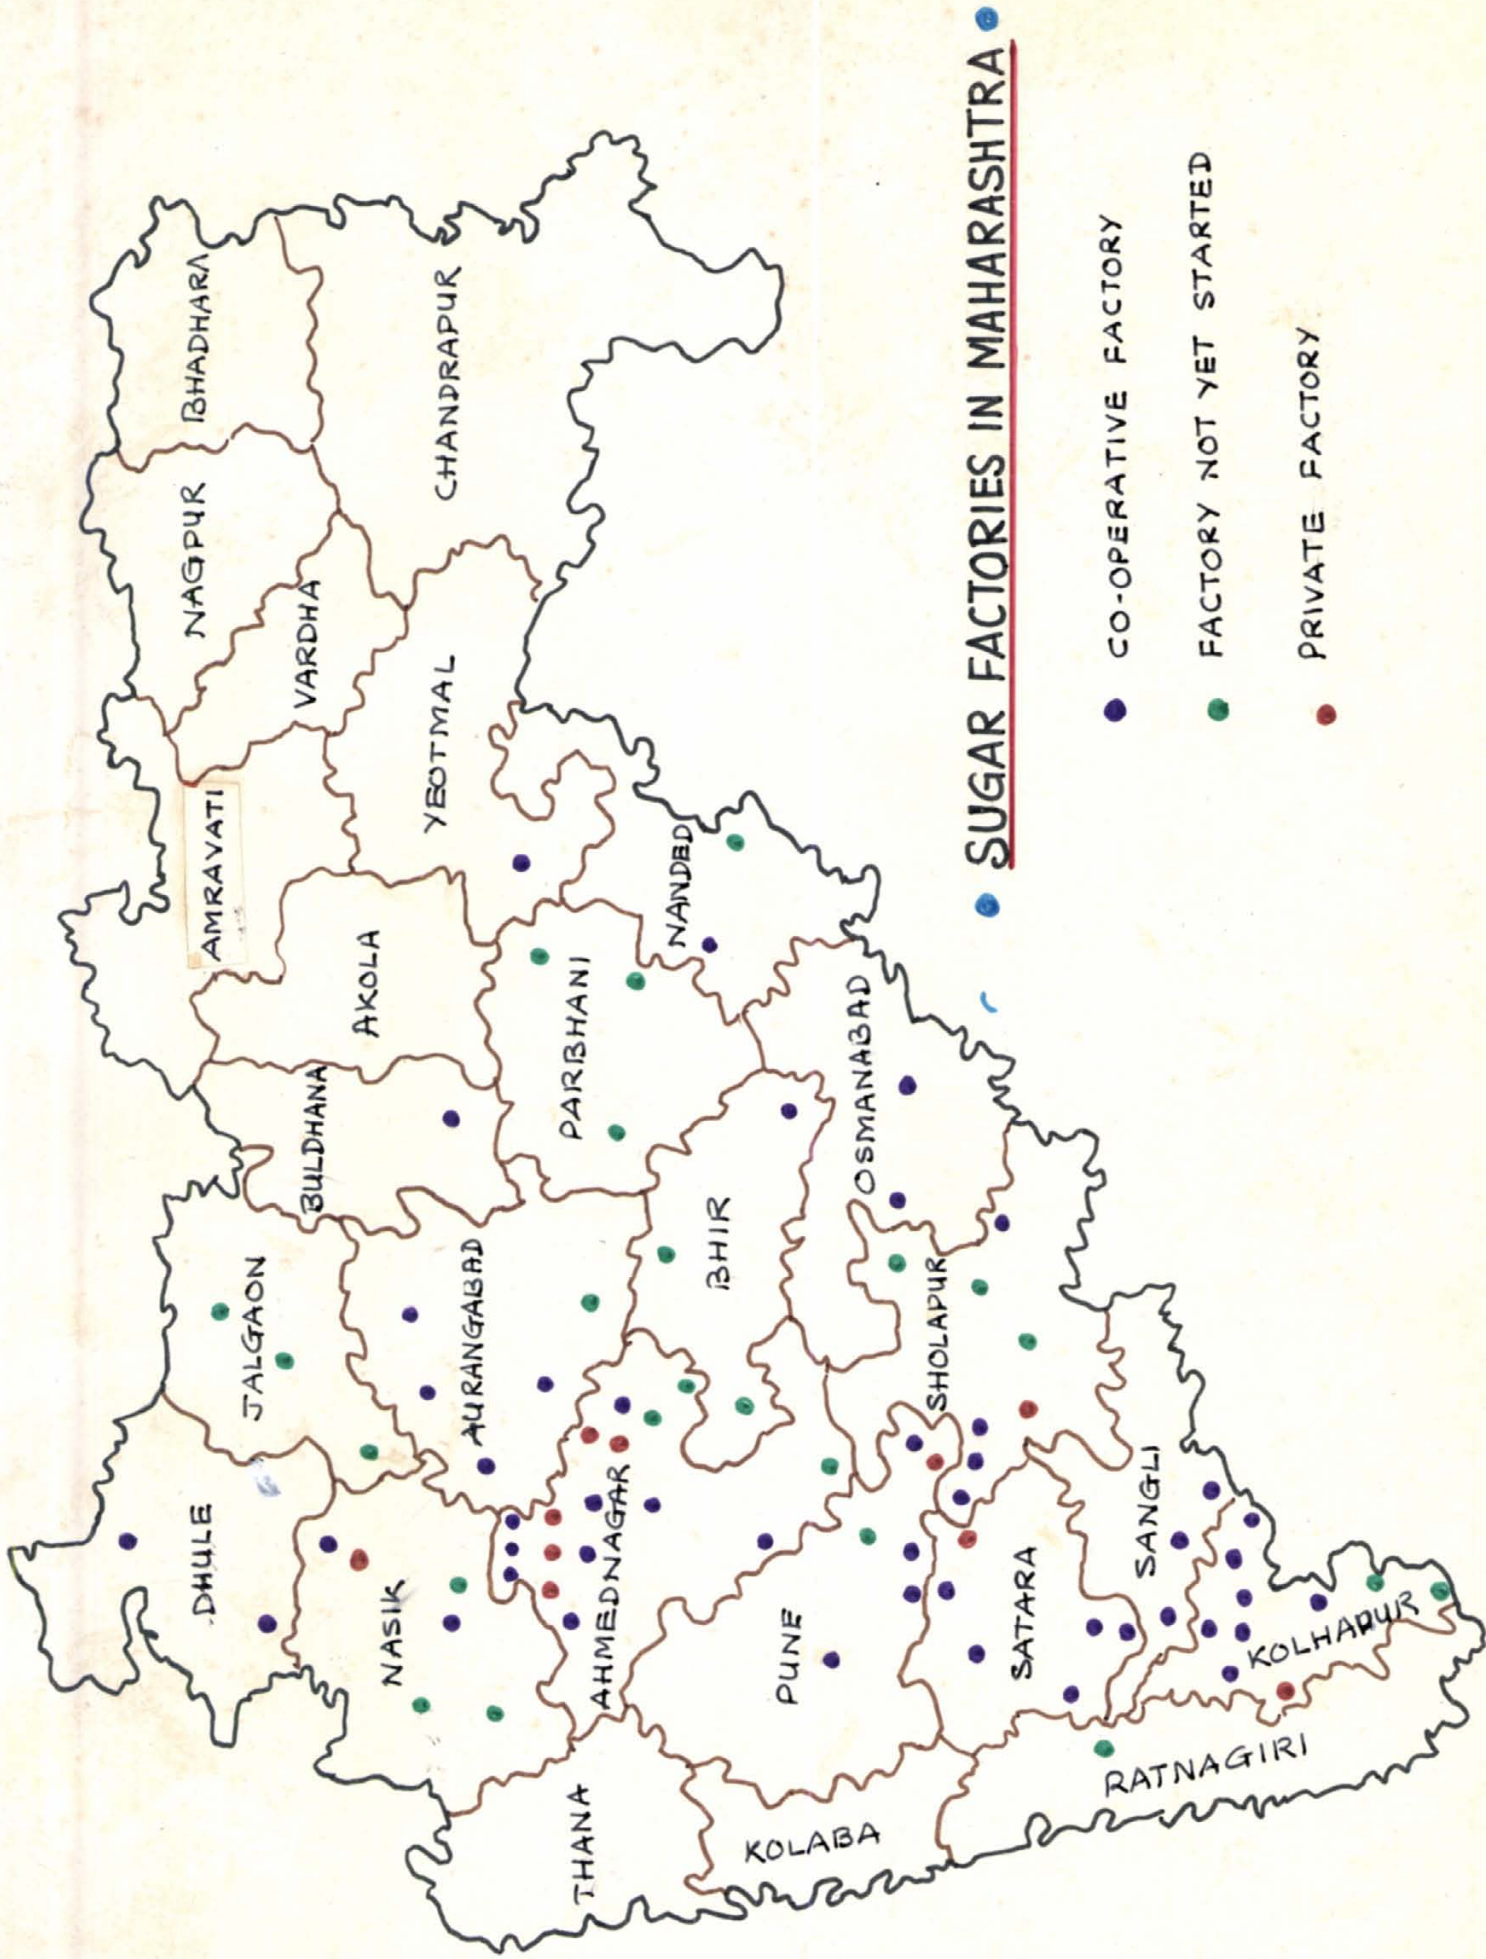 SUGAR FACTORIES IN MAHARASHTRA
CO-OPERATIVE FACTORY
FACTORY NOT YET STARTED
PRIVATE FACTORY
BHADHARA
NAGPUR
CHANDRAPUR
VARDHA
YEOTMAL
AMRAVATI
AKOLA
NANDED
BULDHANA
PARBHANI
OSMANABAD
JALGAON
AURANGABAD
BHIR
SHOLAPUR
DHULE
NASIK
AHMEDNAGAR
PUNE
SATARA
SANGLI
KOLHAPUR
THANA
KOLABA
RATNAGIRI